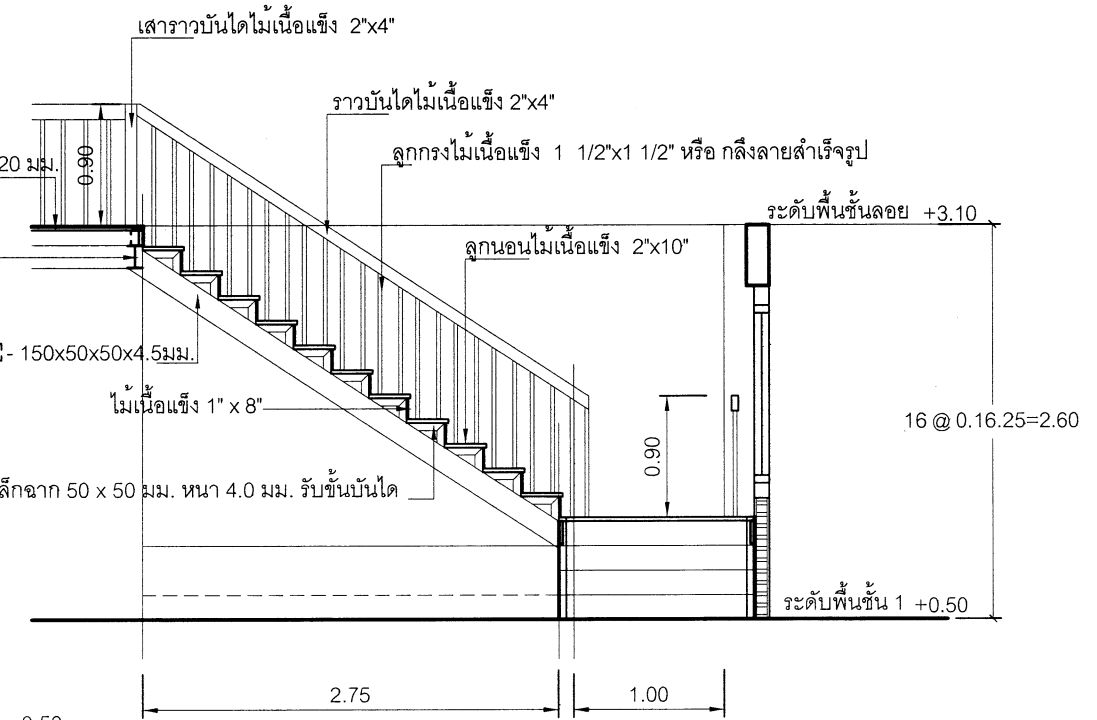 เสาราวบันไดไม้เนื้อแข็ง 2"x4"
ราวบันไดไม้เนื้อแข็ง 2"x4"
ลูกกรงไม้เนื้อแข็ง 1 1/2"x1 1/2" หรือ กลึงลายสำเร็จรูป
20 มม.
0.90
ระดับพื้นชั้นลอย +3.10
ลูกนอนไม้เนื้อแข็ง 2"x10"
- 150x50x50x4.5มม.
ไม้เนื้อแข็ง 1" x 8"
16 @ 0.16.25=2.60
0.90
ล็กฉาก 50 x 50 มม. หนา 4.0 มม. รับขั้นบันได
ระดับพื้นชั้น 1 +0.50
2.75
1.00